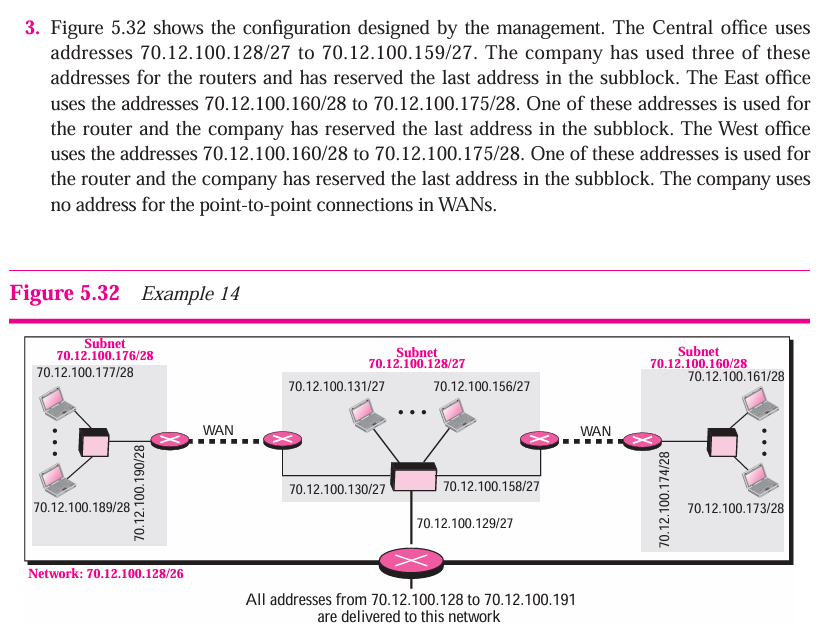 3. Figure 5.32 shows the configuration designed by the management. The Central office uses
addresses 70.12.100.128/27 to 70.12.100.159/27. The company has used three of these
addresses for the routers and has reserved the last address in the subblock. The East office
uses the addresses 70.12.100.160/28 to 70.12.100.175/28. One of these addresses is used for
the router and the company has reserved the last address in the subblock. The West office
uses the addresses 70.12.100.160/28 to 70.12.100.175/28. One of these addresses is used for
the router and the company has reserved the last address in the subblock. The company uses
no address for the point-to-point connections in WANs.
Figure 5.32 Example 14
Subnet
70.12.100.176/28
70.12.100.177/28
70.12.100.189/28
70.12.100.190/28
WAN
Subnet
70.12.100.128/27
70.12.100.131/27
70.12.100.156/27
70.12.100.130/27
70.12.100.158/27
70.12.100.129/27
WAN
Subnet
70.12.100.160/28
70.12.100.161/28
70.12.100.174/28
70.12.100.173/28
Network: 70.12.100.128/26
All addresses from 70.12.100.128 to 70.12.100.191
are delivered to this network